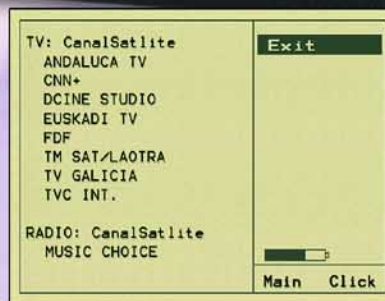 TV: CanalSatlite
ANDALUCA TV
CNN+
DCINE STUDIO
EUSKADI TV
FDF
TM SAT/LAOTRA
TV GALICIA
TVC INT.
RADIO: CanalSatlite
MUSIC CHOICE
Exit
Main Click